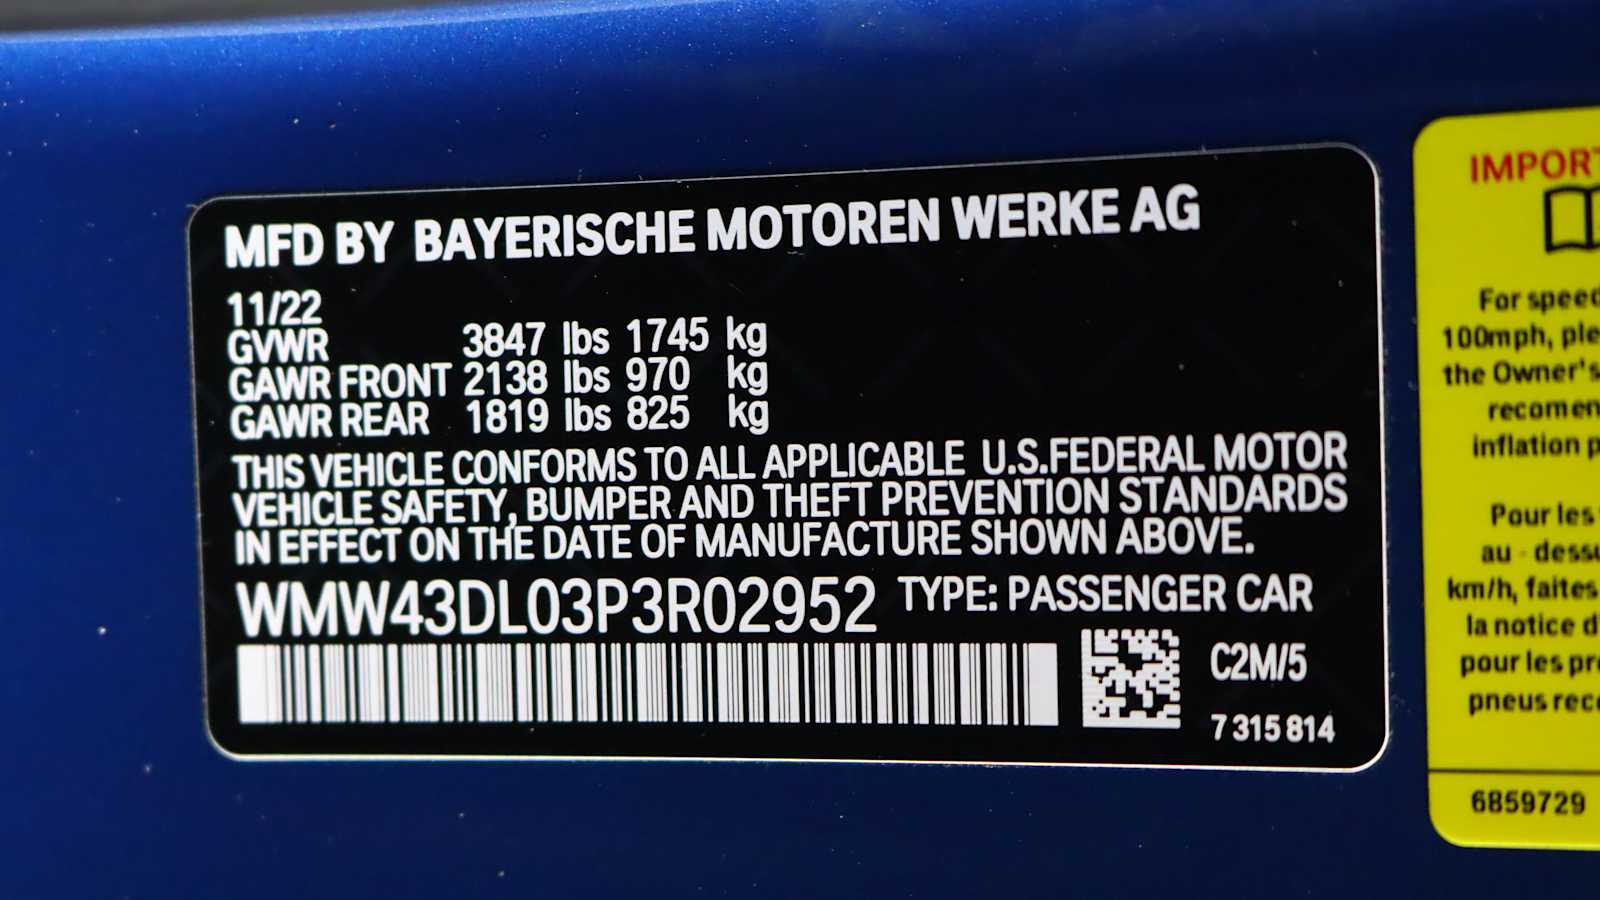 MFD BY BAYERISCHE MOTOREN WERKE AG
11/22
GVWR 3847 lbs 1745 kg
GAWR FRONT 2138 lbs 970 kg
GAWR REAR 1819 lbs 825 kg
THIS VEHICLE CONFORMS TO ALL APPLICABLE U.S.FEDERAL MOTOR
VEHICLE SAFETY, BUMPER AND THEFT PREVENTION STANDARDS
IN EFFECT ON THE DATE OF MANUFACTURE SHOWN ABOVE.
WMW43DL03P3R02952 TYPE: PASSENGER CAR
C2M/5
7 315 814
IMPORT
For speed
100mph, ple
the Owner's
recomen
inflation p
Pour les
au - dessu
km/h, faites
la notice d'
pour les pr
pneus rec
6859729